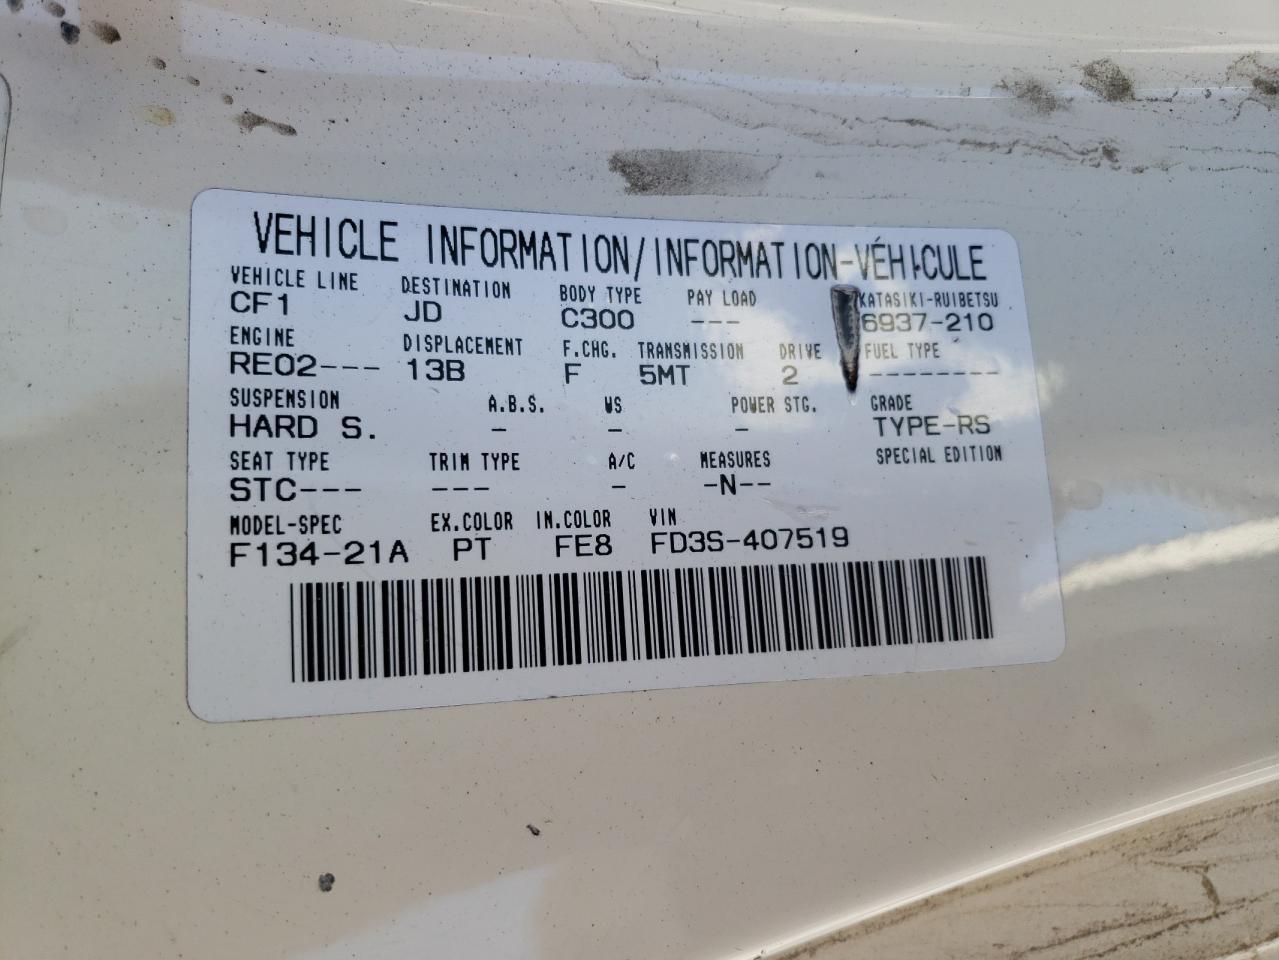 VEHICLE INFORMATION/INFORMATION-VÉHICULE
VEHICLE LINE DESTINATION BODY TYPE PAY LOAD KATASIKI-RUIBETSU
CF1 JD C300 --- 6937-210
ENGINE DISPLACEMENT F.CHG. TRANSMISSION DRIVE FUEL TYPE
RE02--- 13B F 5MT 2 --------
SUSPENSION A.B.S. WS POWER STG. GRADE
HARD S. - - - TYPE-RS
SEAT TYPE TRIM TYPE A/C MEASURES SPECIAL EDITION
STC--- --- - -N--
MODEL-SPEC EX.COLOR IN.COLOR VIN
F134-21A PT FE8 FD3S-407519